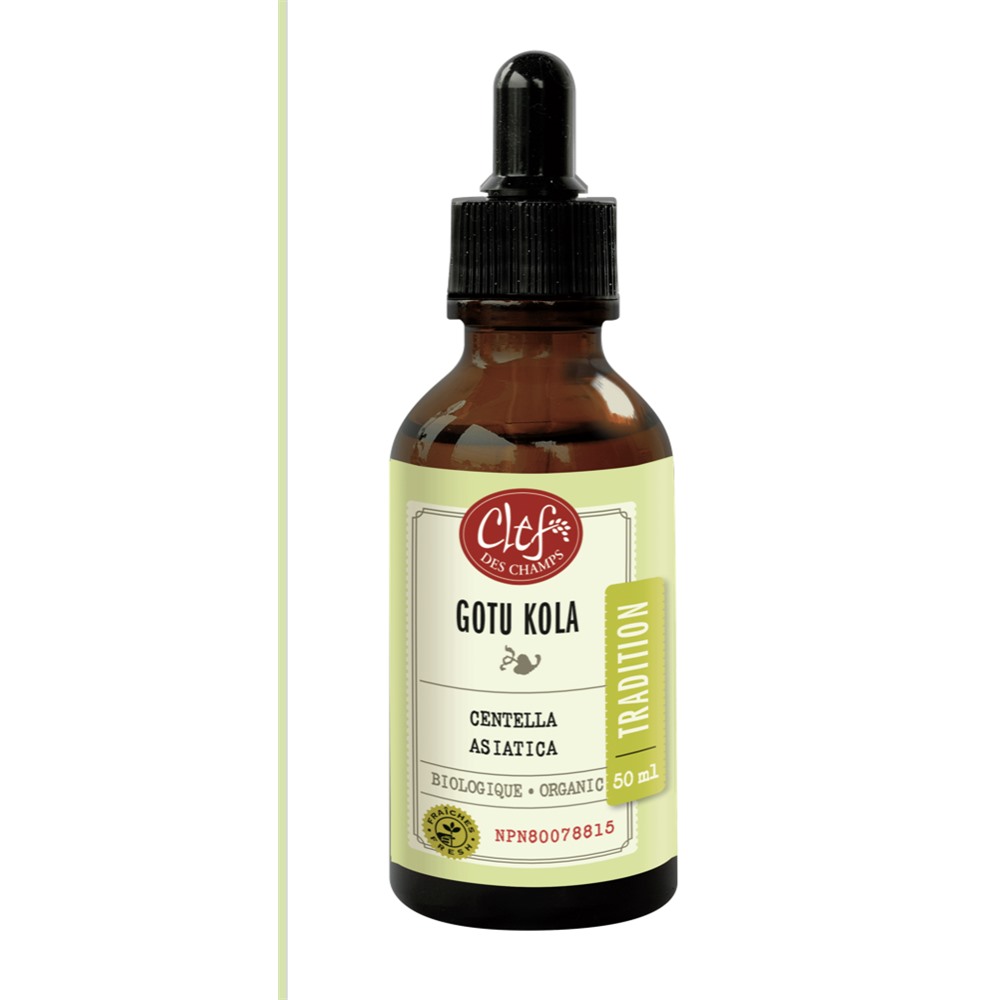 Clef
DES CHAMPS
GOTU KOLA
CENTELLA
ASIATICA
BIOLOGIQUE • ORGANIC
FRAÎCHES
FRESH
NPN80078815
TRADITION
50 ml